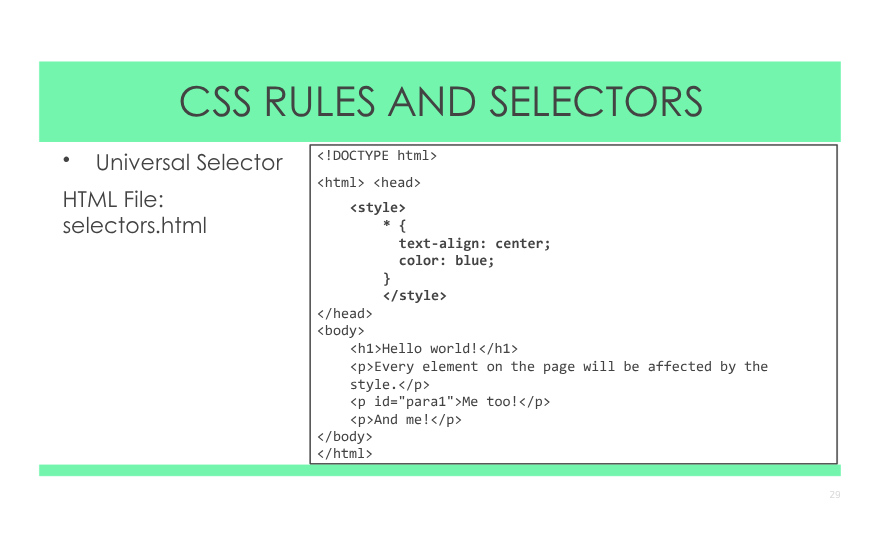 CSS RULES AND SELECTORS
• Universal Selector
HTML File:
selectors.html
<!DOCTYPE html>
<html> <head>
<style>
* {
text-align: center;
color: blue;
}
</style>
</head>
<body>
<h1>Hello world!</h1>
<p>Every element on the page will be affected by the
style.</p>
<p id="para1">Me too!</p>
<p>And me!</p>
</body>
</html>
29